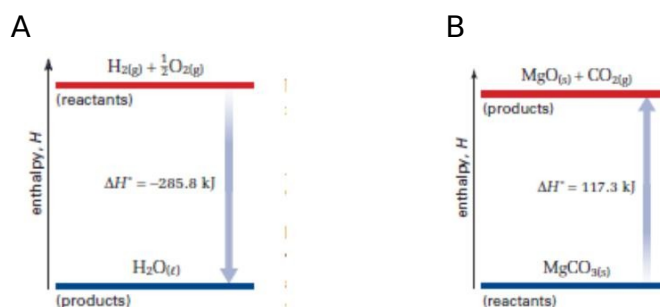 A
H2(g) + 1/2O2(g)
(reactants)
enthalpy, H
ΔH° = −285.8 kJ
H2O(ℓ)
(products)
B
MgO(s) + CO2(g)
(products)
enthalpy, H
ΔH° = 117.3 kJ
MgCO3(s)
(reactants)